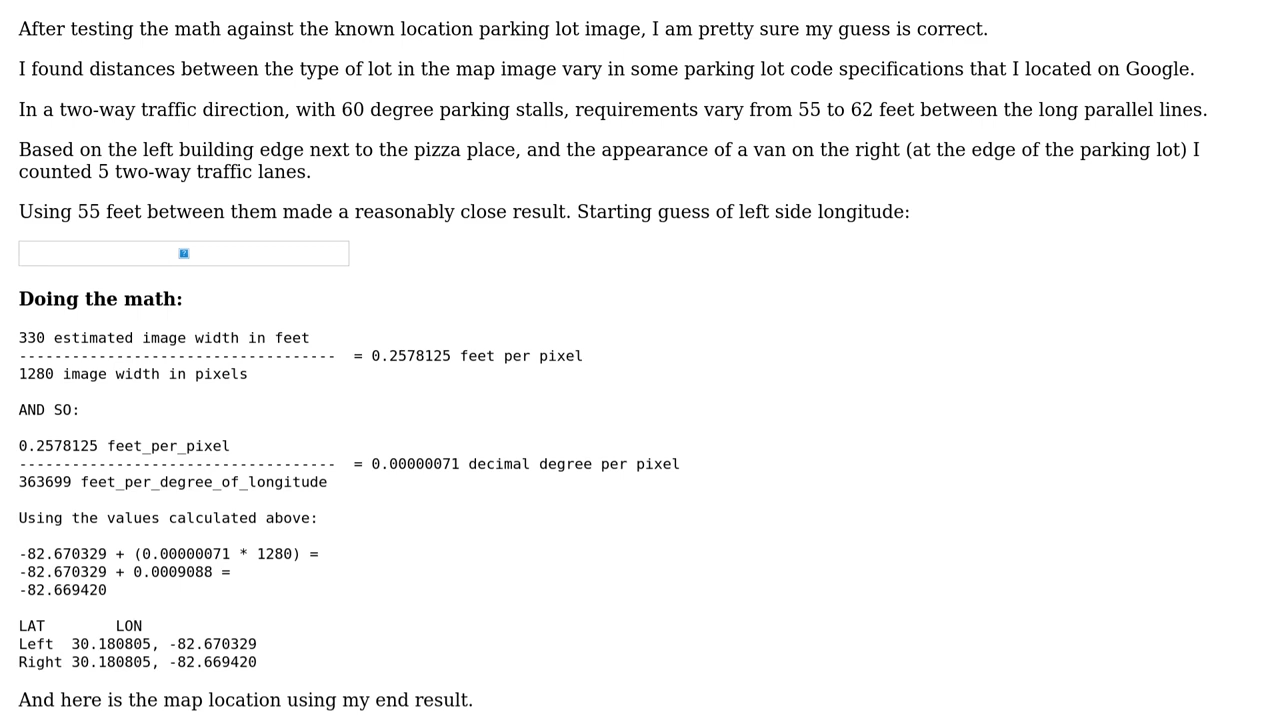 After testing the math against the known location parking lot image, I am pretty sure my guess is correct.
I found distances between the type of lot in the map image vary in some parking lot code specifications that I located on Google.
In a two-way traffic direction, with 60 degree parking stalls, requirements vary from 55 to 62 feet between the long parallel lines.
Based on the left building edge next to the pizza place, and the appearance of a van on the right (at the edge of the parking lot) I
counted 5 two-way traffic lanes.
Using 55 feet between them made a reasonably close result. Starting guess of left side longitude:
Doing the math:
330 estimated image width in feet
------------------------------------ = 0.2578125 feet per pixel
1280 image width in pixels
AND SO:
0.2578125 feet_per_pixel
------------------------------------ = 0.00000071 decimal degree per pixel
363699 feet_per_degree_of_longitude
Using the values calculated above:
-82.670329 + (0.00000071 * 1280) =
-82.670329 + 0.0009088 =
-82.669420
LAT LON
Left 30.180805, -82.670329
Right 30.180805, -82.669420
And here is the map location using my end result.